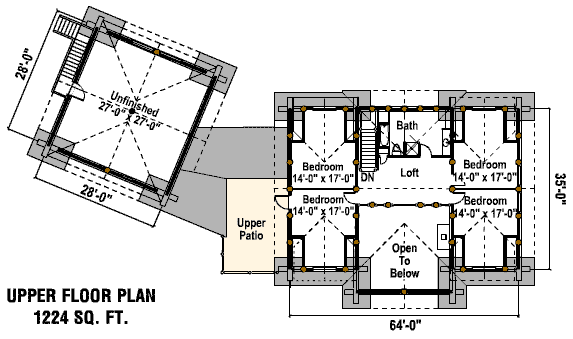 28'-0"
Unfinished
27'-0" x 27'-0"
28'-0"
Bath
Bedroom
14'-0" x 17'-0"
DN
Loft
Bedroom
14'-0" x 17'-0"
Bedroom
14'-0" x 17'-0"
Bedroom
14'-0" x 17'-0"
35'-0"
Upper
Patio
Open
To
Below
UPPER FLOOR PLAN
1224 SQ. FT.
64'-0"